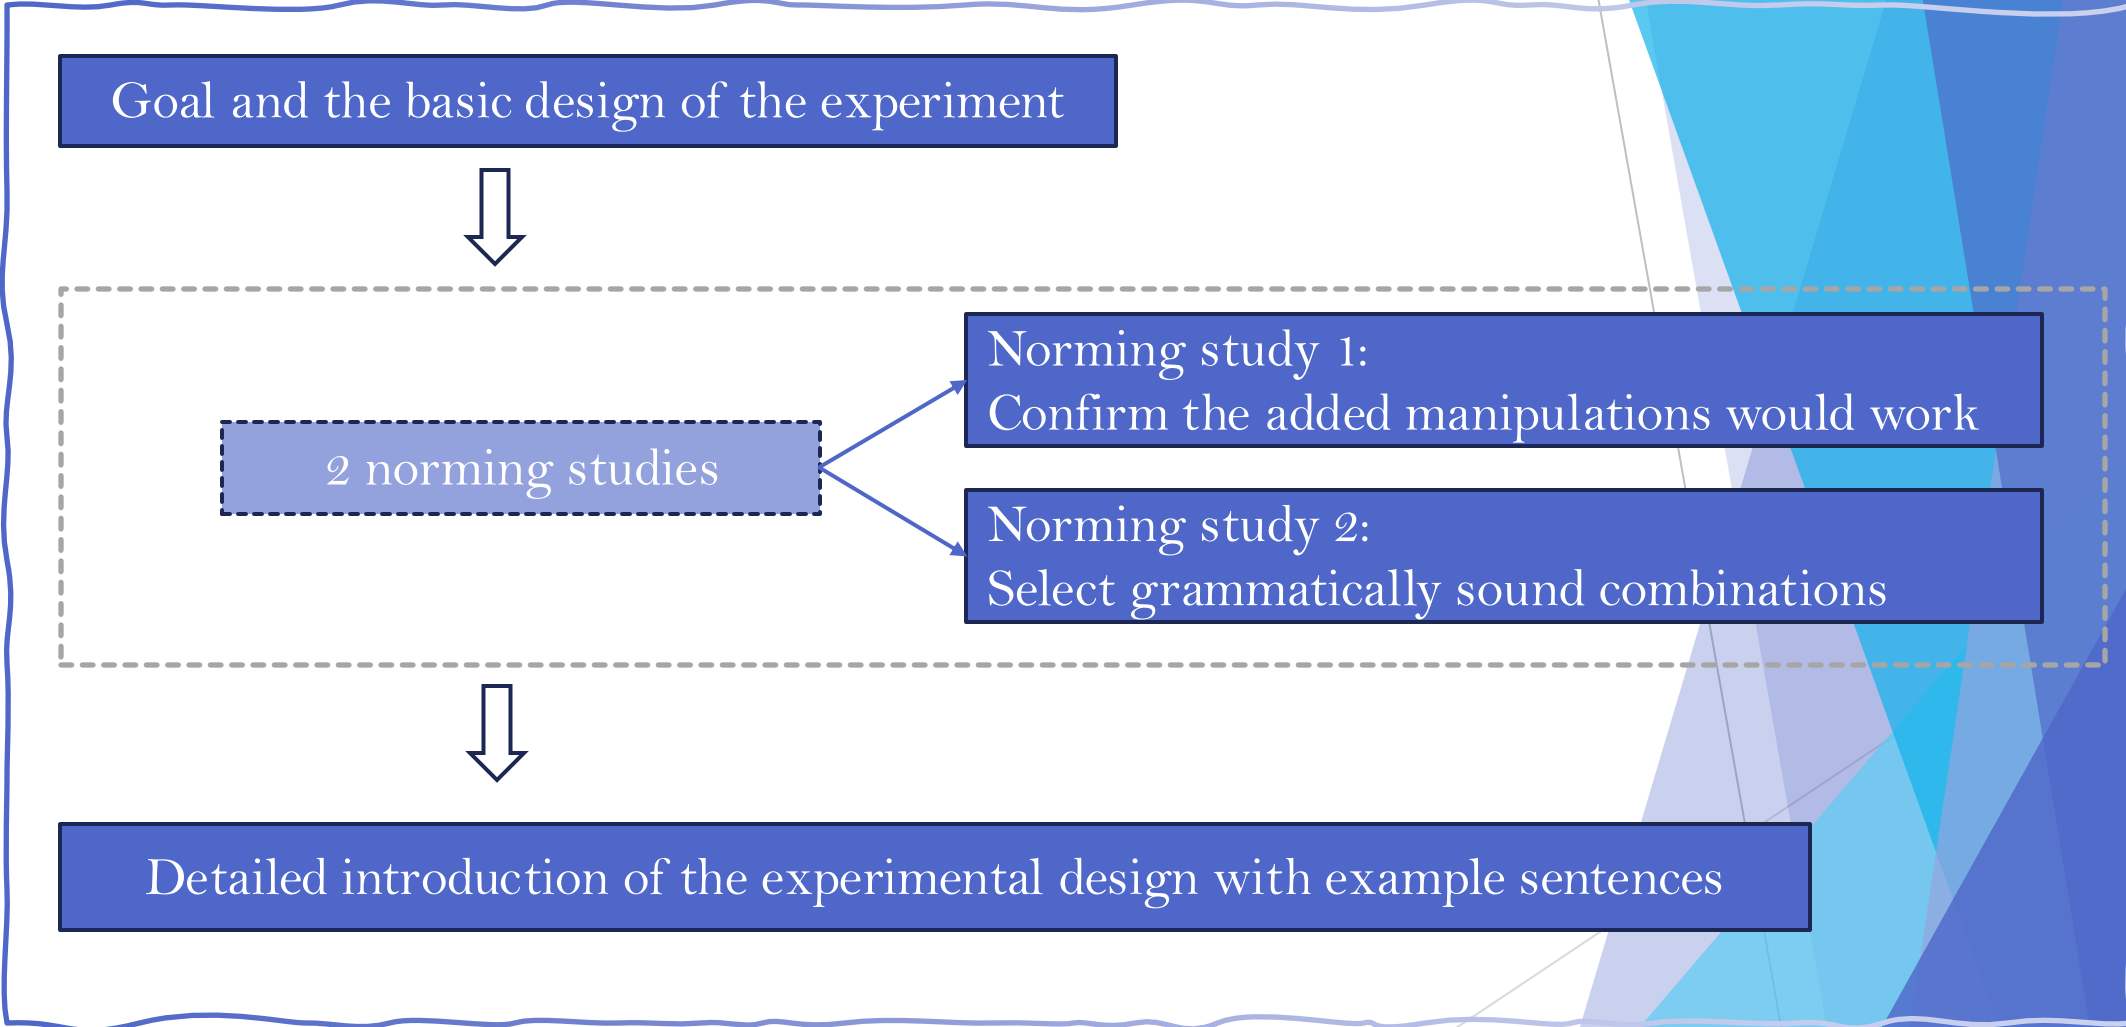 Goal and the basic design of the experiment
2 norming studies
Norming study 1:
Confirm the added manipulations would work
Norming study 2:
Select grammatically sound combinations
Detailed introduction of the experimental design with example sentences